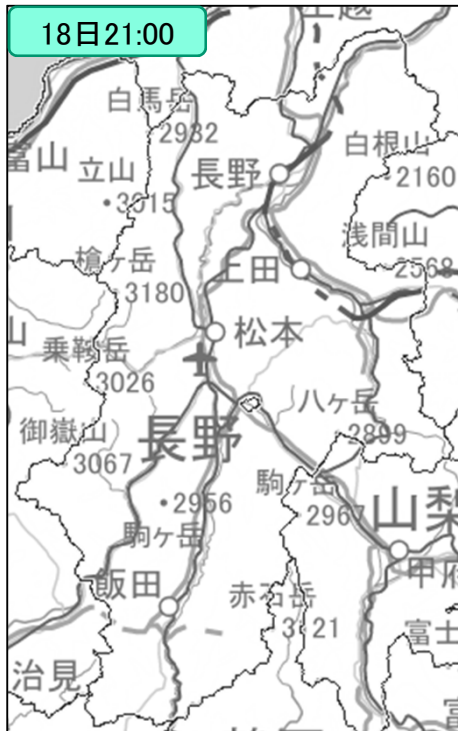 18日21:00
上越
白馬岳
2932
富山
立山
3015
長野
白根山
2160
浅間山
2568
槍ヶ岳
3180
上田
山
松本
乗鞍岳
3026
八ヶ岳
2899
御嶽山
3067
長野
駒ヶ岳
2967
2956
駒ヶ岳
山梨
甲府
飯田
赤石岳
3121
富士
治見
富